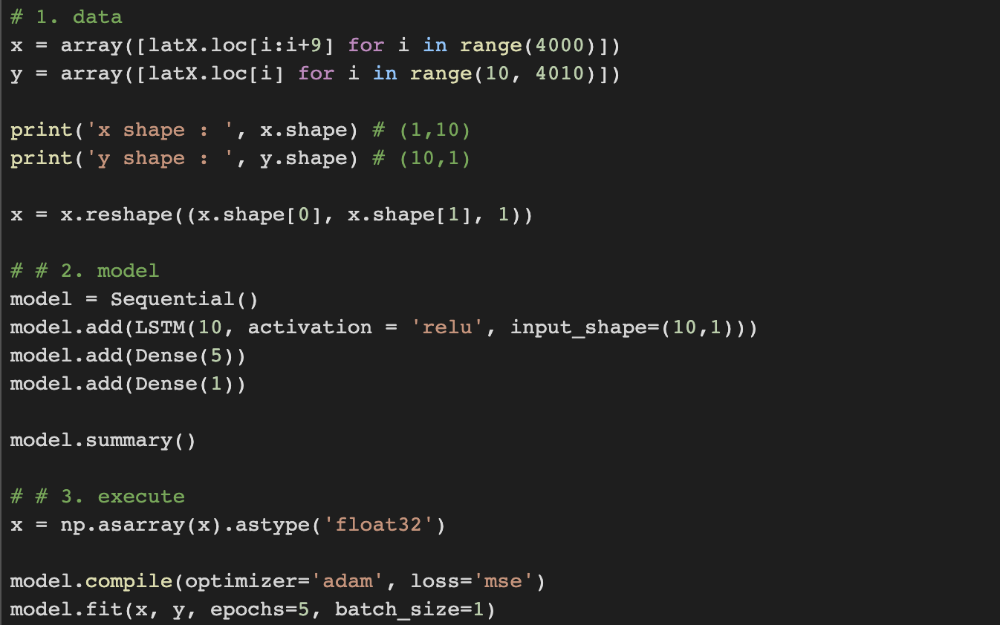 # 1. data
x = array([latX.loc[i:i+9] for i in range(4000)])
y = array([latX.loc[i] for i in range(10, 4010)])
print('x shape : ', x.shape) # (1,10)
print('y shape : ', y.shape) # (10,1)
x = x.reshape((x.shape[0], x.shape[1], 1))
# # 2. model
model = Sequential()
model.add(LSTM(10, activation = 'relu', input_shape=(10,1)))
model.add(Dense(5))
model.add(Dense(1))
model.summary()
# # 3. execute
x = np.asarray(x).astype('float32')
model.compile(optimizer='adam', loss='mse')
model.fit(x, y, epochs=5, batch_size=1)